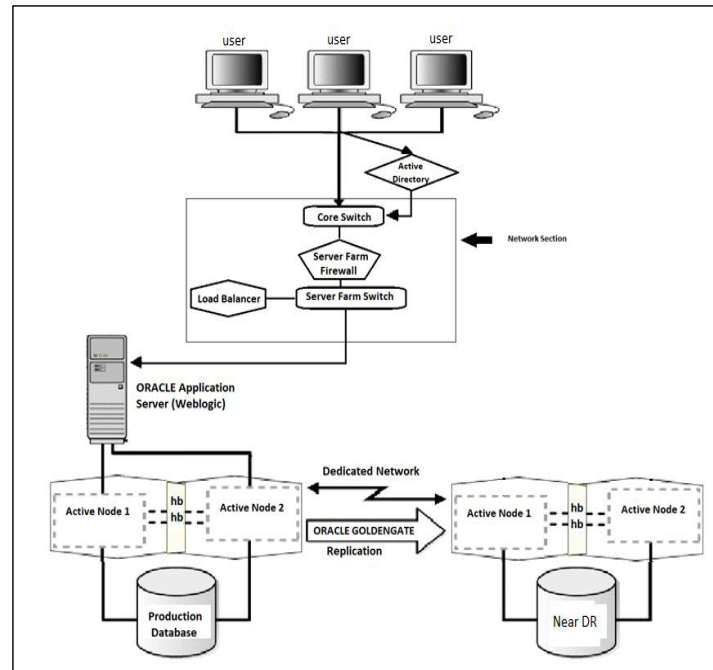 user
user
user
Active
Directory
Core Switch
Network Section
Server Farm
Firewall
Load Balancer
Server Farm Switch
ORACLE Application
Server (Weblogic)
Dedicated Network
Active Node 1
hb
hb
Active Node 2
ORACLE GOLDENGATE
Replication
Active Node 1
hb
hb
Active Node 2
Production
Database
Near DR